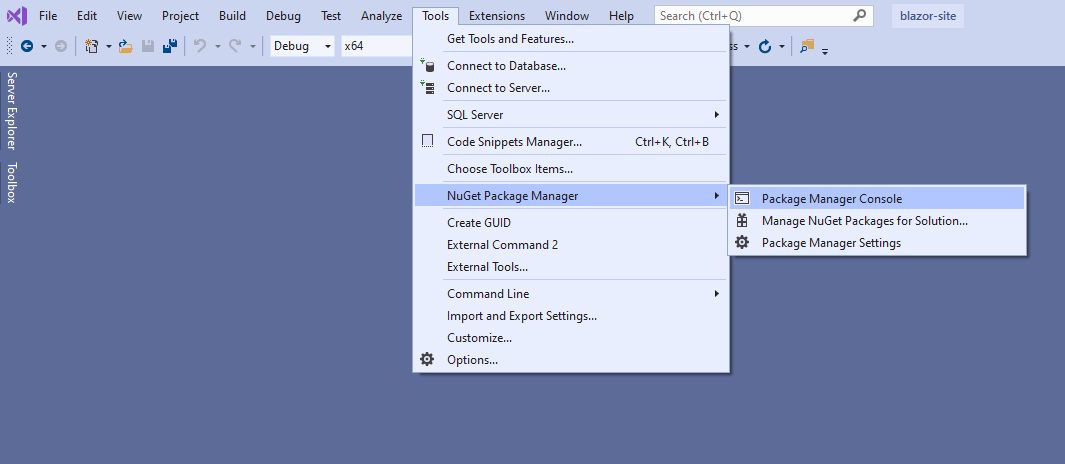 File Edit View Project Build Debug Test Analyze Tools Extensions Window Help Search (Ctrl+Q) blazor-site
Debug x64
Server Explorer
Toolbox
Get Tools and Features...
Connect to Database...
Connect to Server...
SQL Server
Code Snippets Manager... Ctrl+K, Ctrl+B
Choose Toolbox Items...
NuGet Package Manager
Create GUID
External Command 2
External Tools...
Command Line
Import and Export Settings...
Customize...
Options...
Package Manager Console
Manage NuGet Packages for Solution...
Package Manager Settings